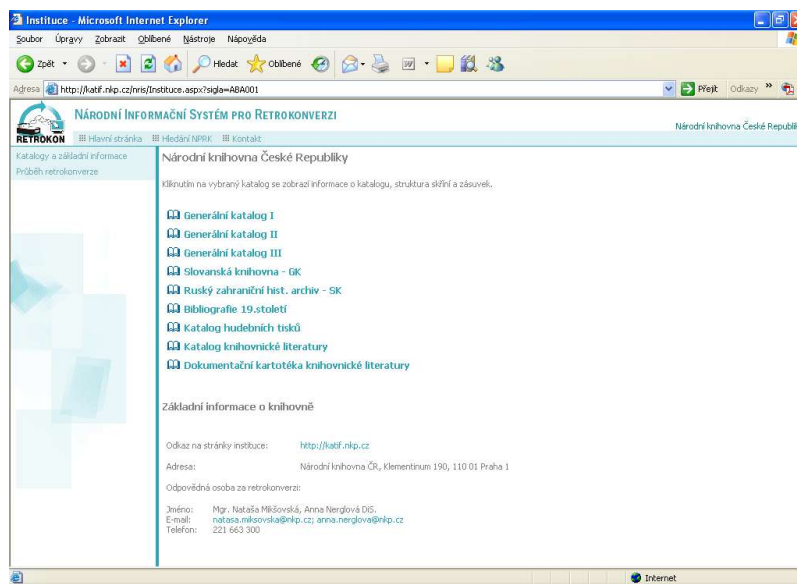 Instituce - Microsoft Internet Explorer
Soubor Úpravy Zobrazit Oblíbené Nástroje Nápověda
Zpět Hledat Oblíbené
Adresa http://katif.nkp.cz/nris/Instituce.aspx?sigla=ABA001 Přejít Odkazy »
NÁRODNÍ INFORMAČNÍ SYSTÉM PRO RETROKONVERZI
Národní knihovna České Republi
RETROKON Hlavní stránka Hledání NPRK Kontakt
Katalogy a základní informace
Průběh retrokonverze
Národní knihovna České Republiky
Kliknutím na vybraný katalog se zobrazí informace o katalogu, struktura skříní a zásuvek.
Generální katalog I
Generální katalog II
Generální katalog III
Slovanská knihovna - GK
Ruský zahraniční hist. archiv - SK
Bibliografie 19.století
Katalog hudebních tisků
Katalog knihovnické literatury
Dokumentační kartotéka knihovnické literatury
Základní informace o knihovně
Odkaz na stránky instituce: http://katif.nkp.cz
Adresa: Národní knihovna ČR, Klementinum 190, 110 01 Praha 1
Odpovědná osoba za retrokonverzi:
Jméno: Mgr. Nataša Mikšovská, Anna Nerglová DiS.
E-mail: natasa.miksovska@nkp.cz; anna.nerglova@nkp.cz
Telefon: 221 663 300
Internet